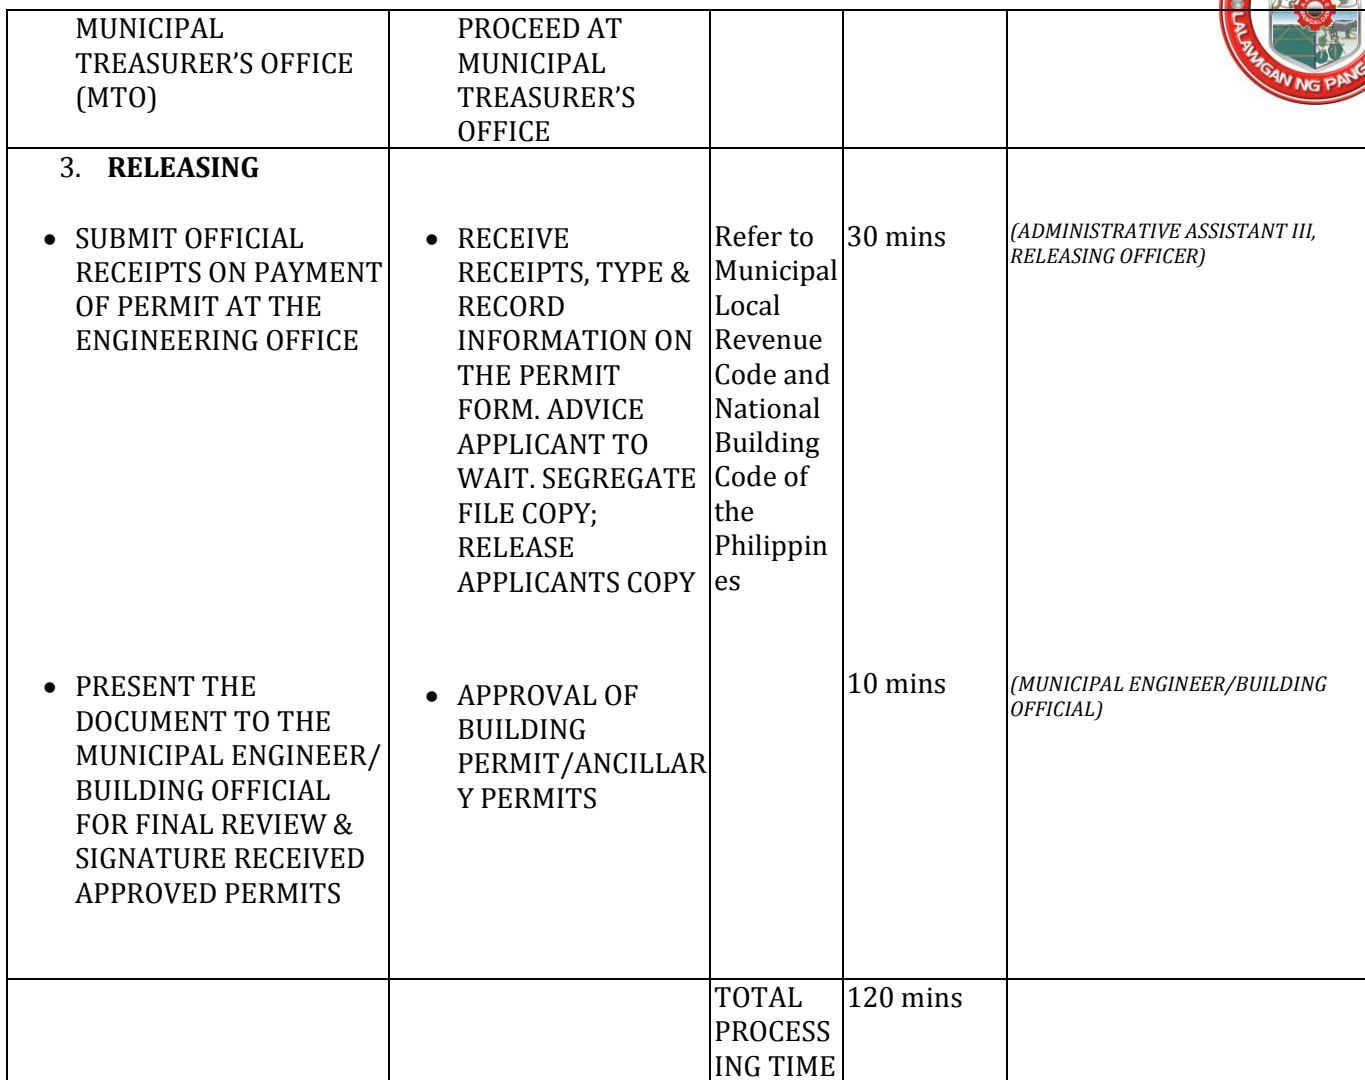 MUNICIPAL
TREASURER’S OFFICE
(MTO)
PROCEED AT
MUNICIPAL
TREASURER’S
OFFICE
LALAWIGAN NG PANG
3. RELEASING
• SUBMIT OFFICIAL
RECEIPTS ON PAYMENT
OF PERMIT AT THE
ENGINEERING OFFICE
• RECEIVE
RECEIPTS, TYPE &
RECORD
INFORMATION ON
THE PERMIT
FORM. ADVICE
APPLICANT TO
WAIT. SEGREGATE
FILE COPY;
RELEASE
APPLICANTS COPY
Refer to
Municipal
Local
Revenue
Code and
National
Building
Code of
the
Philippin
es
30 mins
(ADMINISTRATIVE ASSISTANT III,
RELEASING OFFICER)
• PRESENT THE
DOCUMENT TO THE
MUNICIPAL ENGINEER/
BUILDING OFFICIAL
FOR FINAL REVIEW &
SIGNATURE RECEIVED
APPROVED PERMITS
• APPROVAL OF
BUILDING
PERMIT/ANCILLAR
Y PERMITS
10 mins
(MUNICIPAL ENGINEER/BUILDING
OFFICIAL)
TOTAL
PROCESS
ING TIME
120 mins